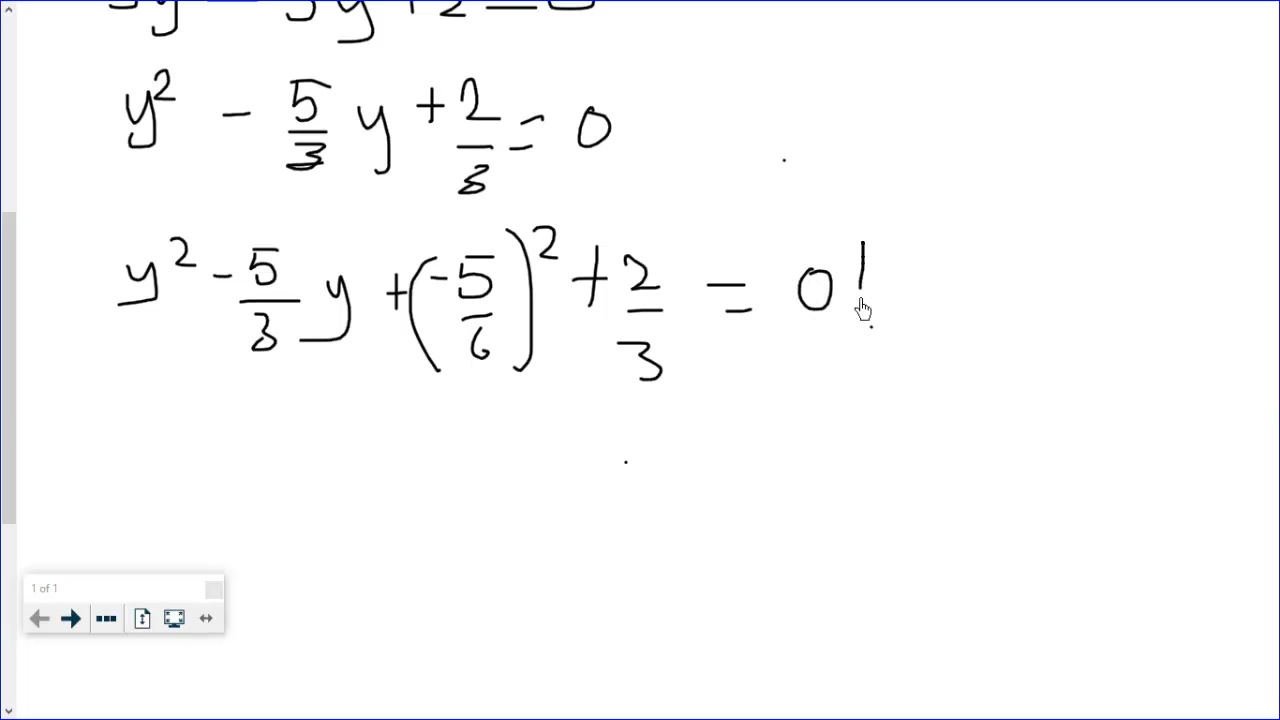 y² - 5/3 y + 2/3 = 0
y² - 5/3 y + (-5/6)² + 2/3 = 0
1 of 1